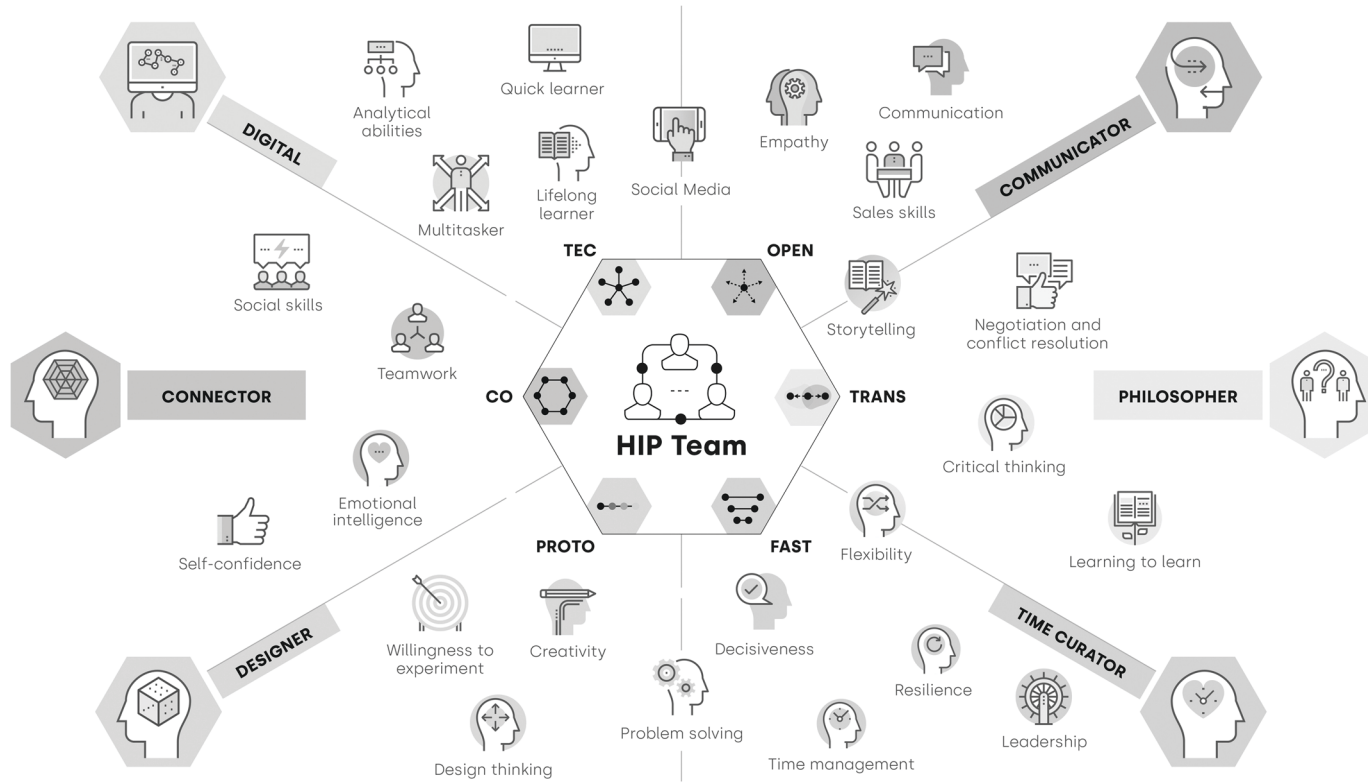 Analytical
abilities
Quick learner
Communication
Empathy
DIGITAL
COMMUNICATOR
Lifelong
learner
Social Media
Sales skills
Multitasker
TEC
OPEN
Social skills
Storytelling
Negotiation and
conflict resolution
Teamwork
CONNECTOR
CO
TRANS
PHILOSOPHER
HIP Team
Critical thinking
Emotional
intelligence
Self-confidence
PROTO
FAST
Flexibility
Learning to learn
DESIGNER
Willingness to
experiment
Creativity
Decisiveness
TIME CURATOR
Resilience
Problem solving
Leadership
Design thinking
Time management